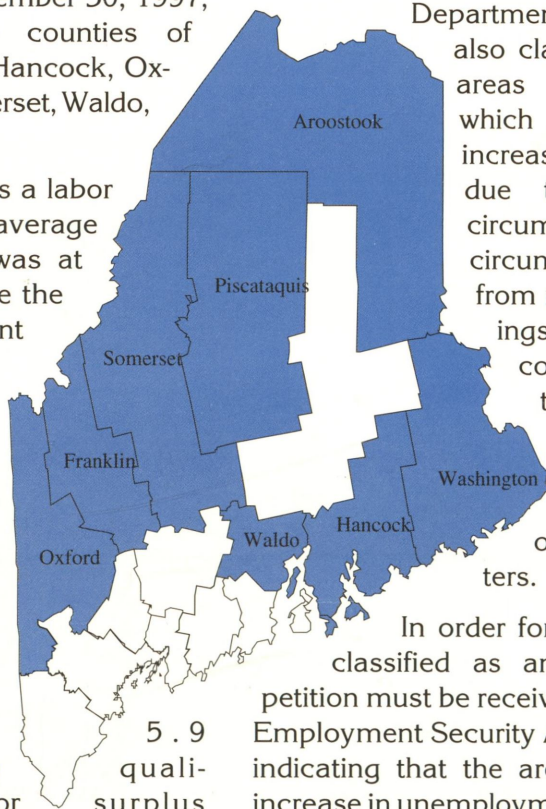 ember 30, 1997,
counties of
Hancock, Ox-
erset, Waldo,
s a labor
average
was at
e the
nt
5.9
quali-
surplus
Aroostook
Piscataquis
Somerset
Franklin
Oxford
Waldo
Hancock
Washington
Departmen
also cla
areas
which
increas
due t
circum
circun
from
ings
co
t
o
ters.
In order for
classified as ar
petition must be receiv
Employment Security A
indicating that the are
increase in unemploym